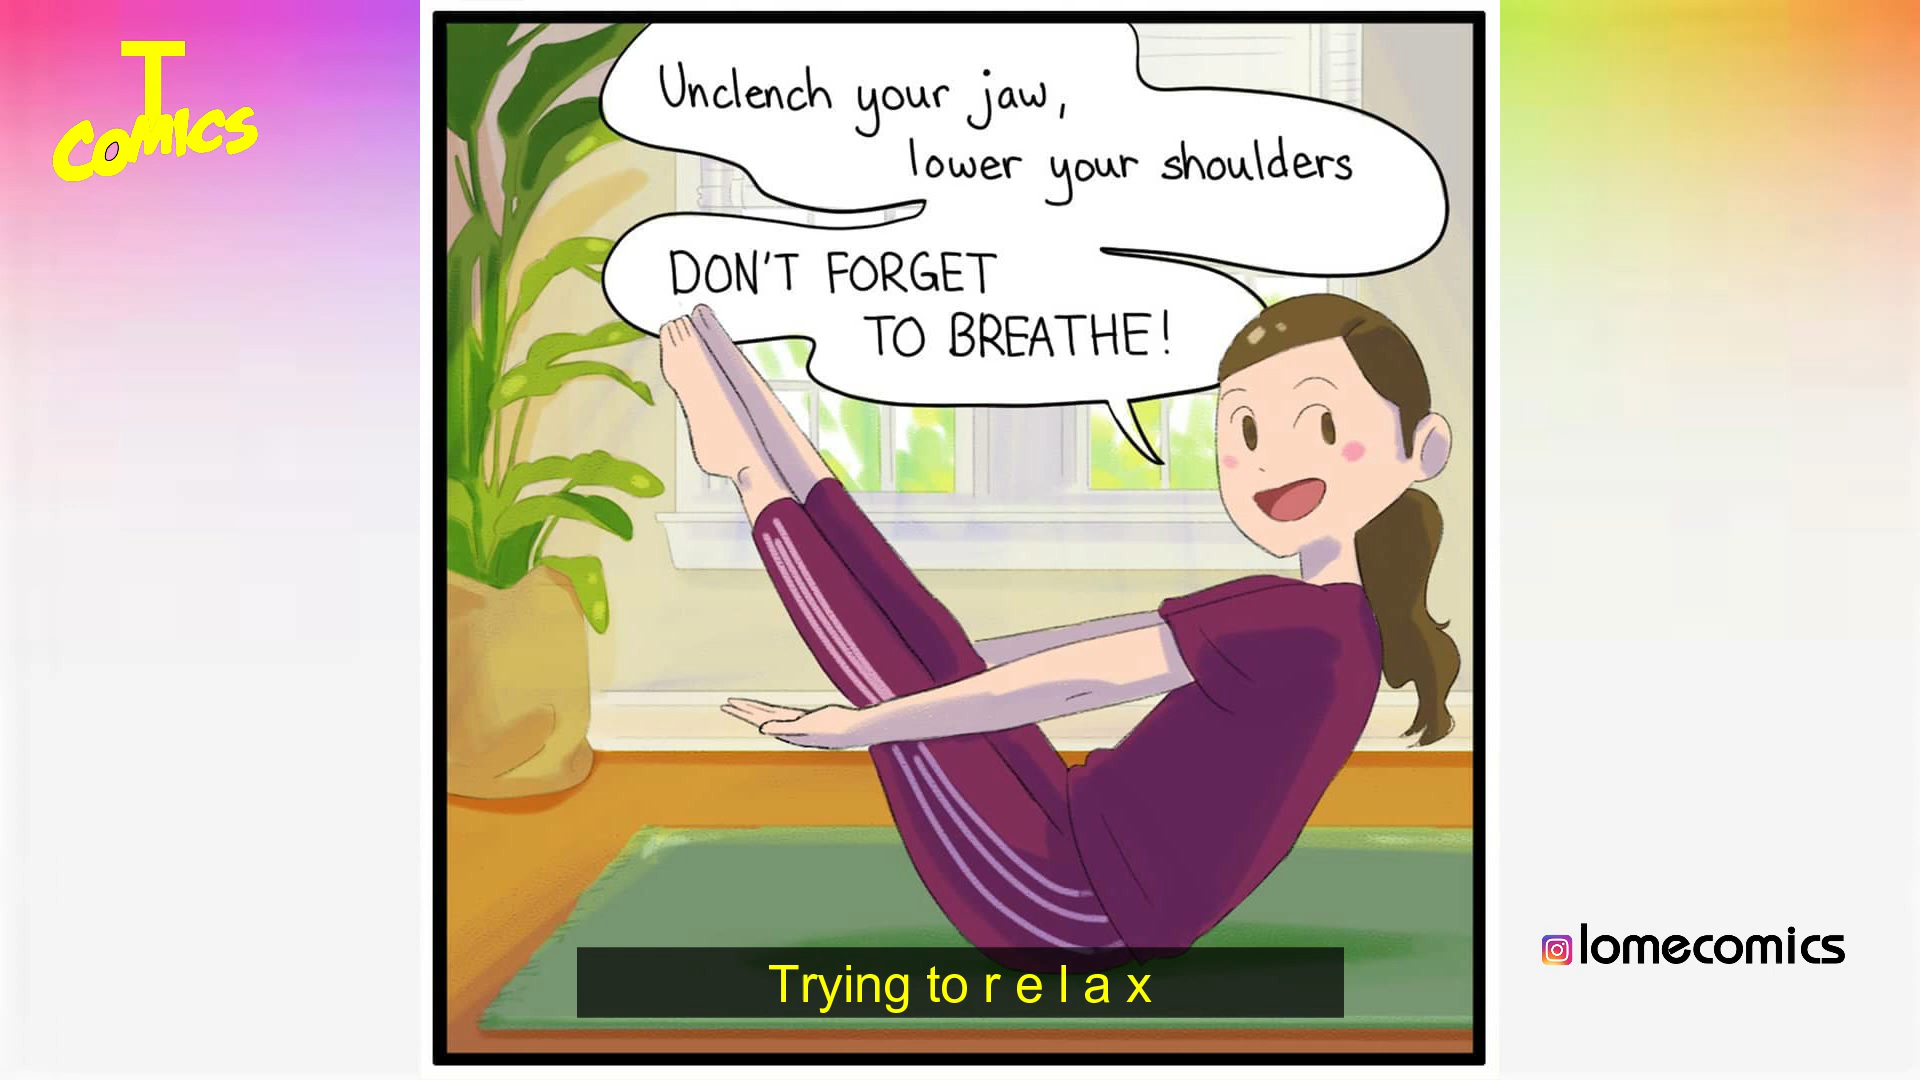 T
COMICS
Unclench your jaw,
lower your shoulders
DON'T FORGET
TO BREATHE!
Trying to r e l a x
lomecomics